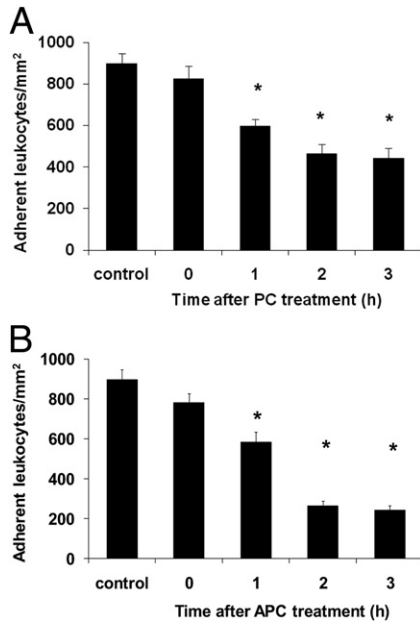 A
Adherent leukocytes/mm²
1000
800
600
400
200
0
* * *
control 0 1 2 3
Time after PC treatment (h)
B
Adherent leukocytes/mm²
1000
800
600
400
200
0
* * *
control 0 1 2 3
Time after APC treatment (h)